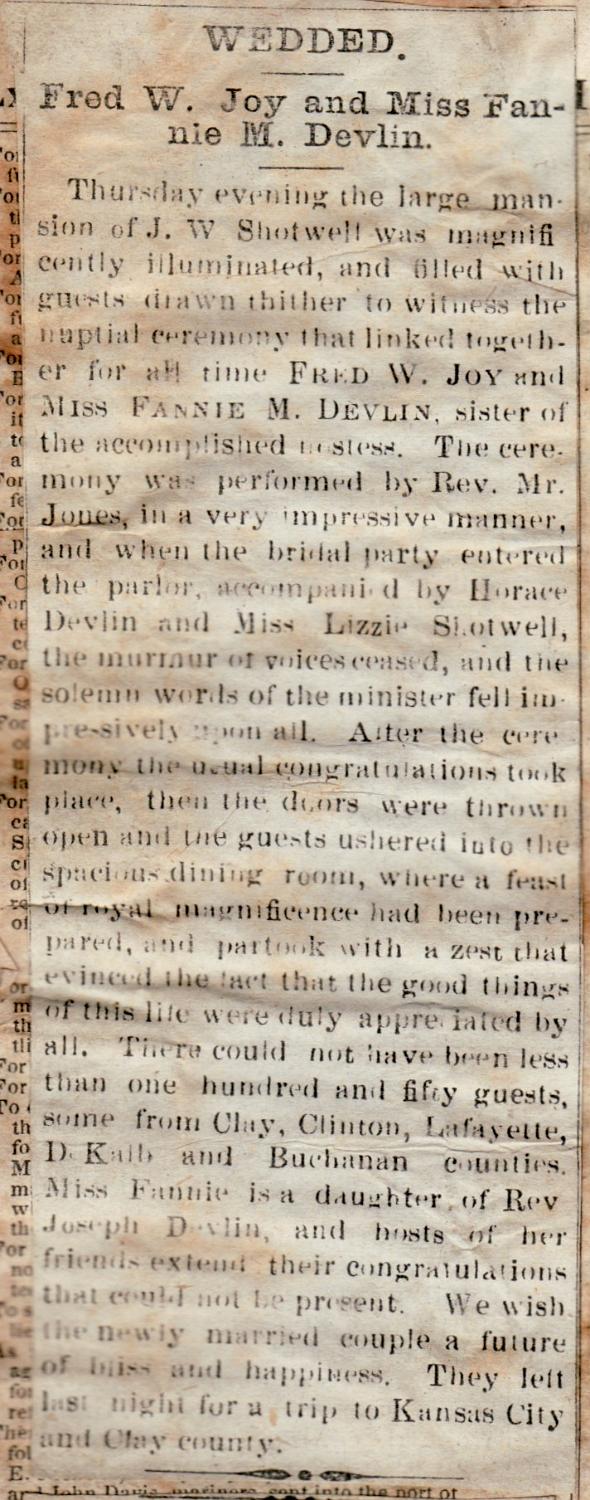 WEDDED.
Fred W. Joy and Miss Fan-
nie M. Devlin.
Thursday evening the large man-
sion of J. W Shotwell was magnifi
cently illuminated, and filled with
guests drawn thither to witness the
nuptial ceremony that linked togeth-
er for all time FRED W. JOY and
MISS FANNIE M. DEVLIN, sister of
the accomplished hostess. The cere-
mony was performed by Rev. Mr.
Jones, in a very impressive manner,
and when the bridal party entered
the parlor, accompanied by Horace
Devlin and Miss Lizzie Shotwell,
the murmur of voices ceased, and the
solemn words of the minister fell im-
pressively upon all. After the cere
mony the usual congratulations took
place, then the doors were thrown
open and the guests ushered into the
spacious dining room, where a feast
of royal magnificence had been pre-
pared, and partook with a zest that
evinced the fact that the good things
of this life were duly appreciated by
all. There could not have been less
than one hundred and fifty guests,
some from Clay, Clinton, Lafayette,
DeKalb and Buchanan counties.
Miss Fannie is a daughter of Rev
Joseph Devlin, and hosts of her
friends extend their congratulations
that could not be present. We wish
the newly married couple a future
of bliss and happiness. They left
last night for a trip to Kansas City
and Clay county.
John Davis, mariners, sent into the port of